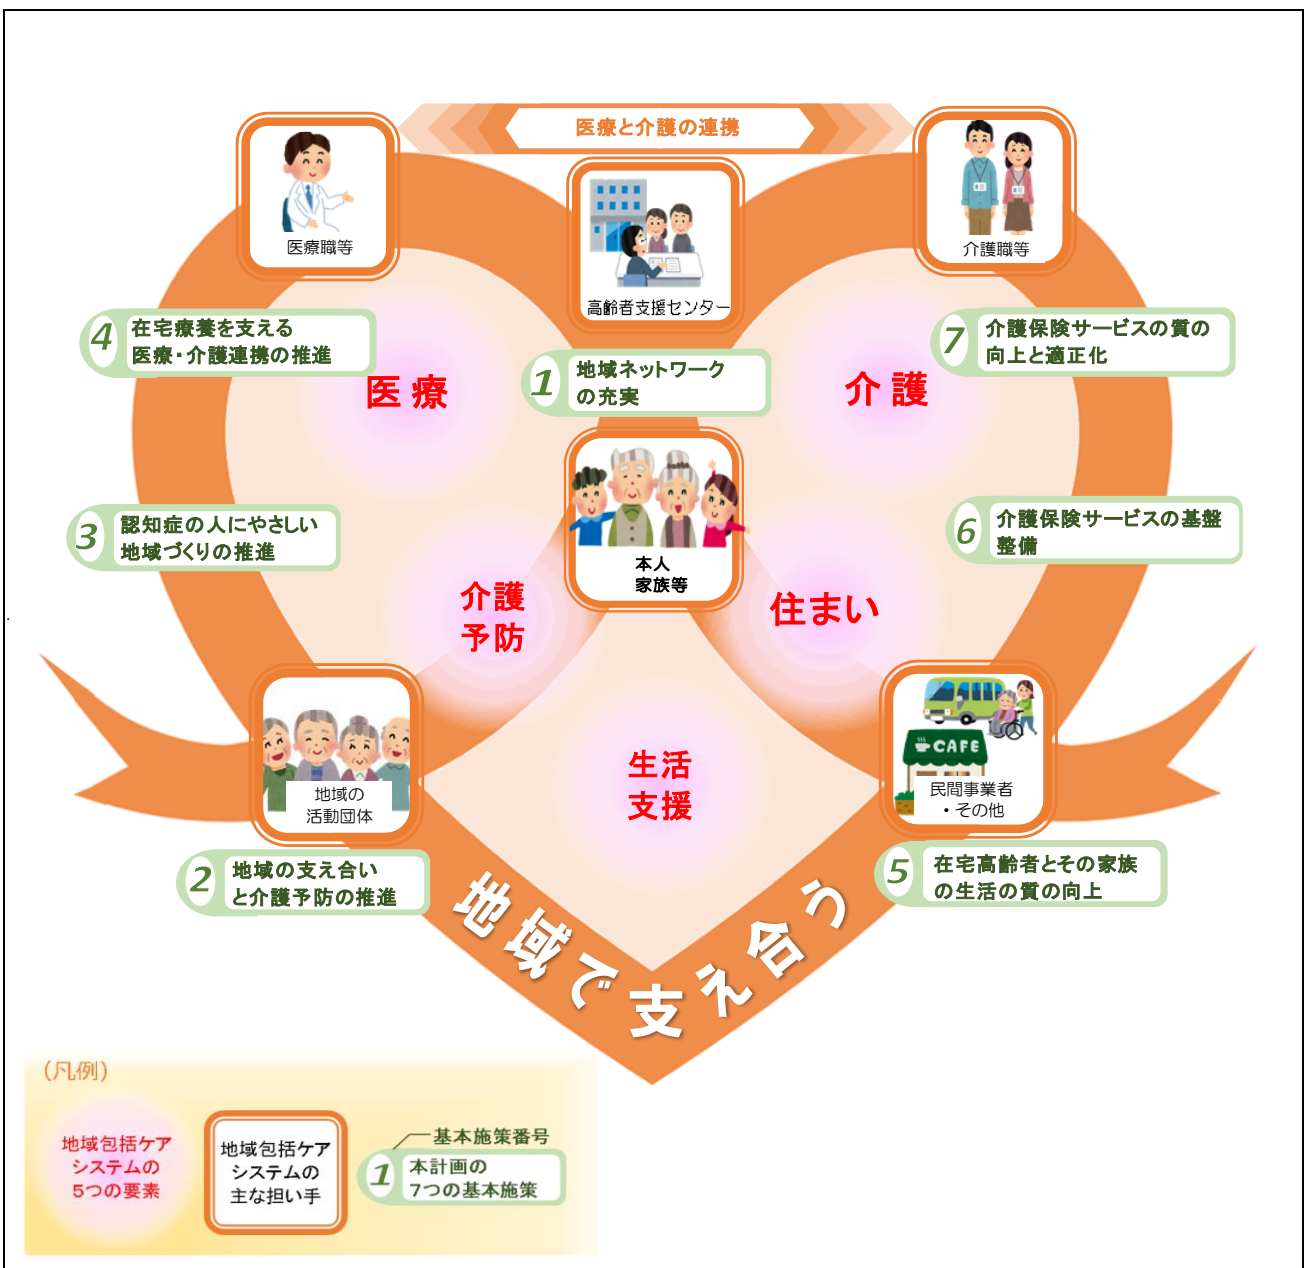 医療と介護の連携
医療職等
高齢者支援センター
介護職等
4 在宅療養を支える
医療・介護連携の推進
1 地域ネットワーク
の充実
7 介護保険サービスの質の
向上と適正化
医療
介護
3 認知症の人にやさしい
地域づくりの推進
6 介護保険サービスの基盤
整備
本人
家族等
介護
予防
住まい
生活
支援
地域の
活動団体
CAFE
民間事業者
・その他
2 地域の支え合い
と介護予防の推進
5 在宅高齢者とその家族
の生活の質の向上
地域で支え合う
(凡例)
地域包括ケア
システムの
5つの要素
地域包括ケア
システムの
主な担い手
基本施策番号
1 本計画の
7つの基本施策